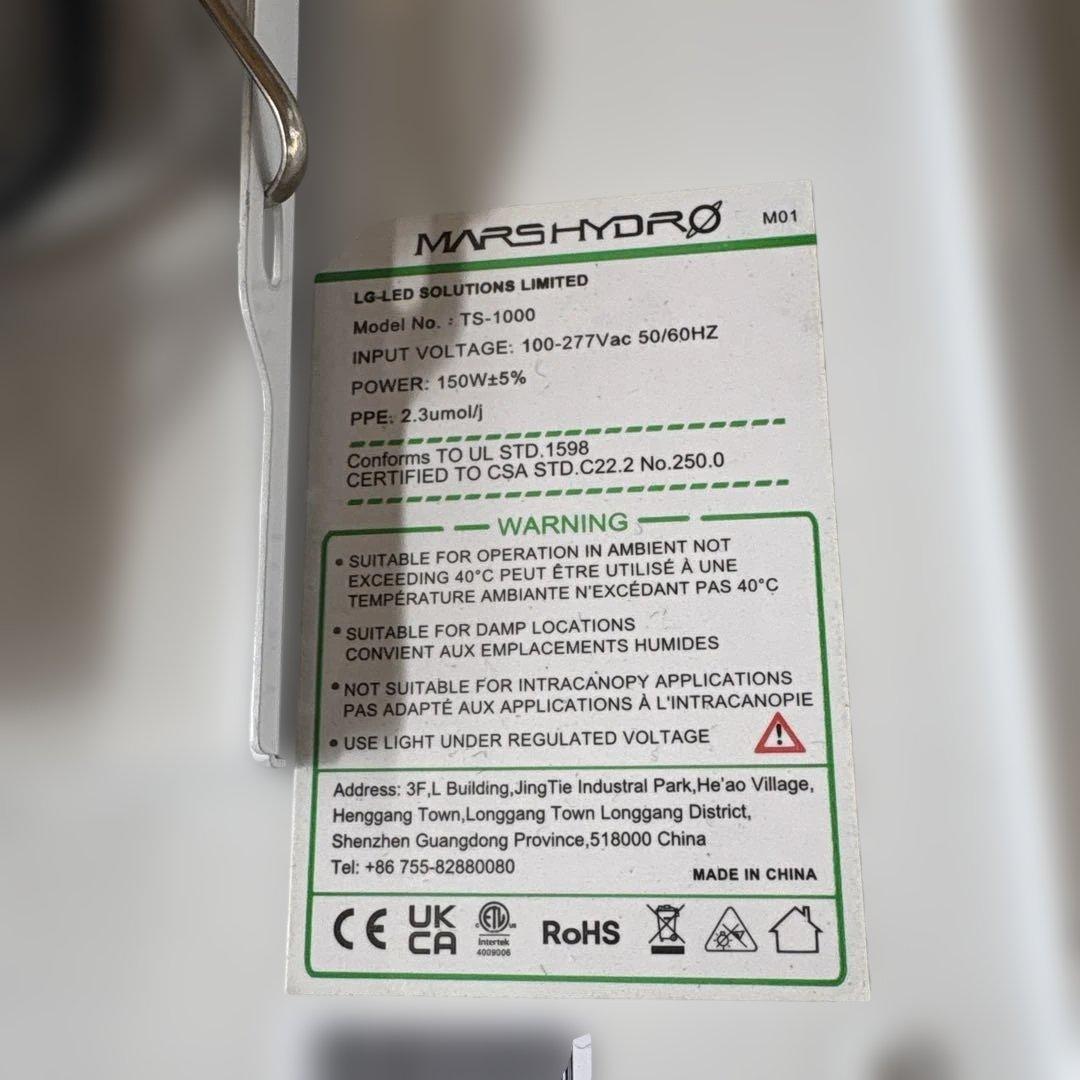 MARSHYDRO M01
LG-LED SOLUTIONS LIMITED
Model No. : TS-1000
INPUT VOLTAGE: 100-277Vac 50/60HZ
POWER: 150W±5%
PPE: 2.3umol/j
Conforms TO UL STD.1598
CERTIFIED TO CSA STD.C22.2 No.250.0
WARNING
• SUITABLE FOR OPERATION IN AMBIENT NOT
EXCEEDING 40°C PEUT ÊTRE UTILISÉ À UNE
TEMPÉRATURE AMBIANTE N'EXCÉDANT PAS 40°C
• SUITABLE FOR DAMP LOCATIONS
CONVIENT AUX EMPLACEMENTS HUMIDES
• NOT SUITABLE FOR INTRACANOPY APPLICATIONS
PAS ADAPTÉ AUX APPLICATIONS À L'INTRACANOPIE
• USE LIGHT UNDER REGULATED VOLTAGE
Address: 3F,L Building,JingTie Industral Park,He'ao Village,
Henggang Town,Longgang Town Longgang District,
Shenzhen Guangdong Province,518000 China
Tel: +86 755-82880080
MADE IN CHINA
CE UK CA ETL Intertek 4009006 RoHS